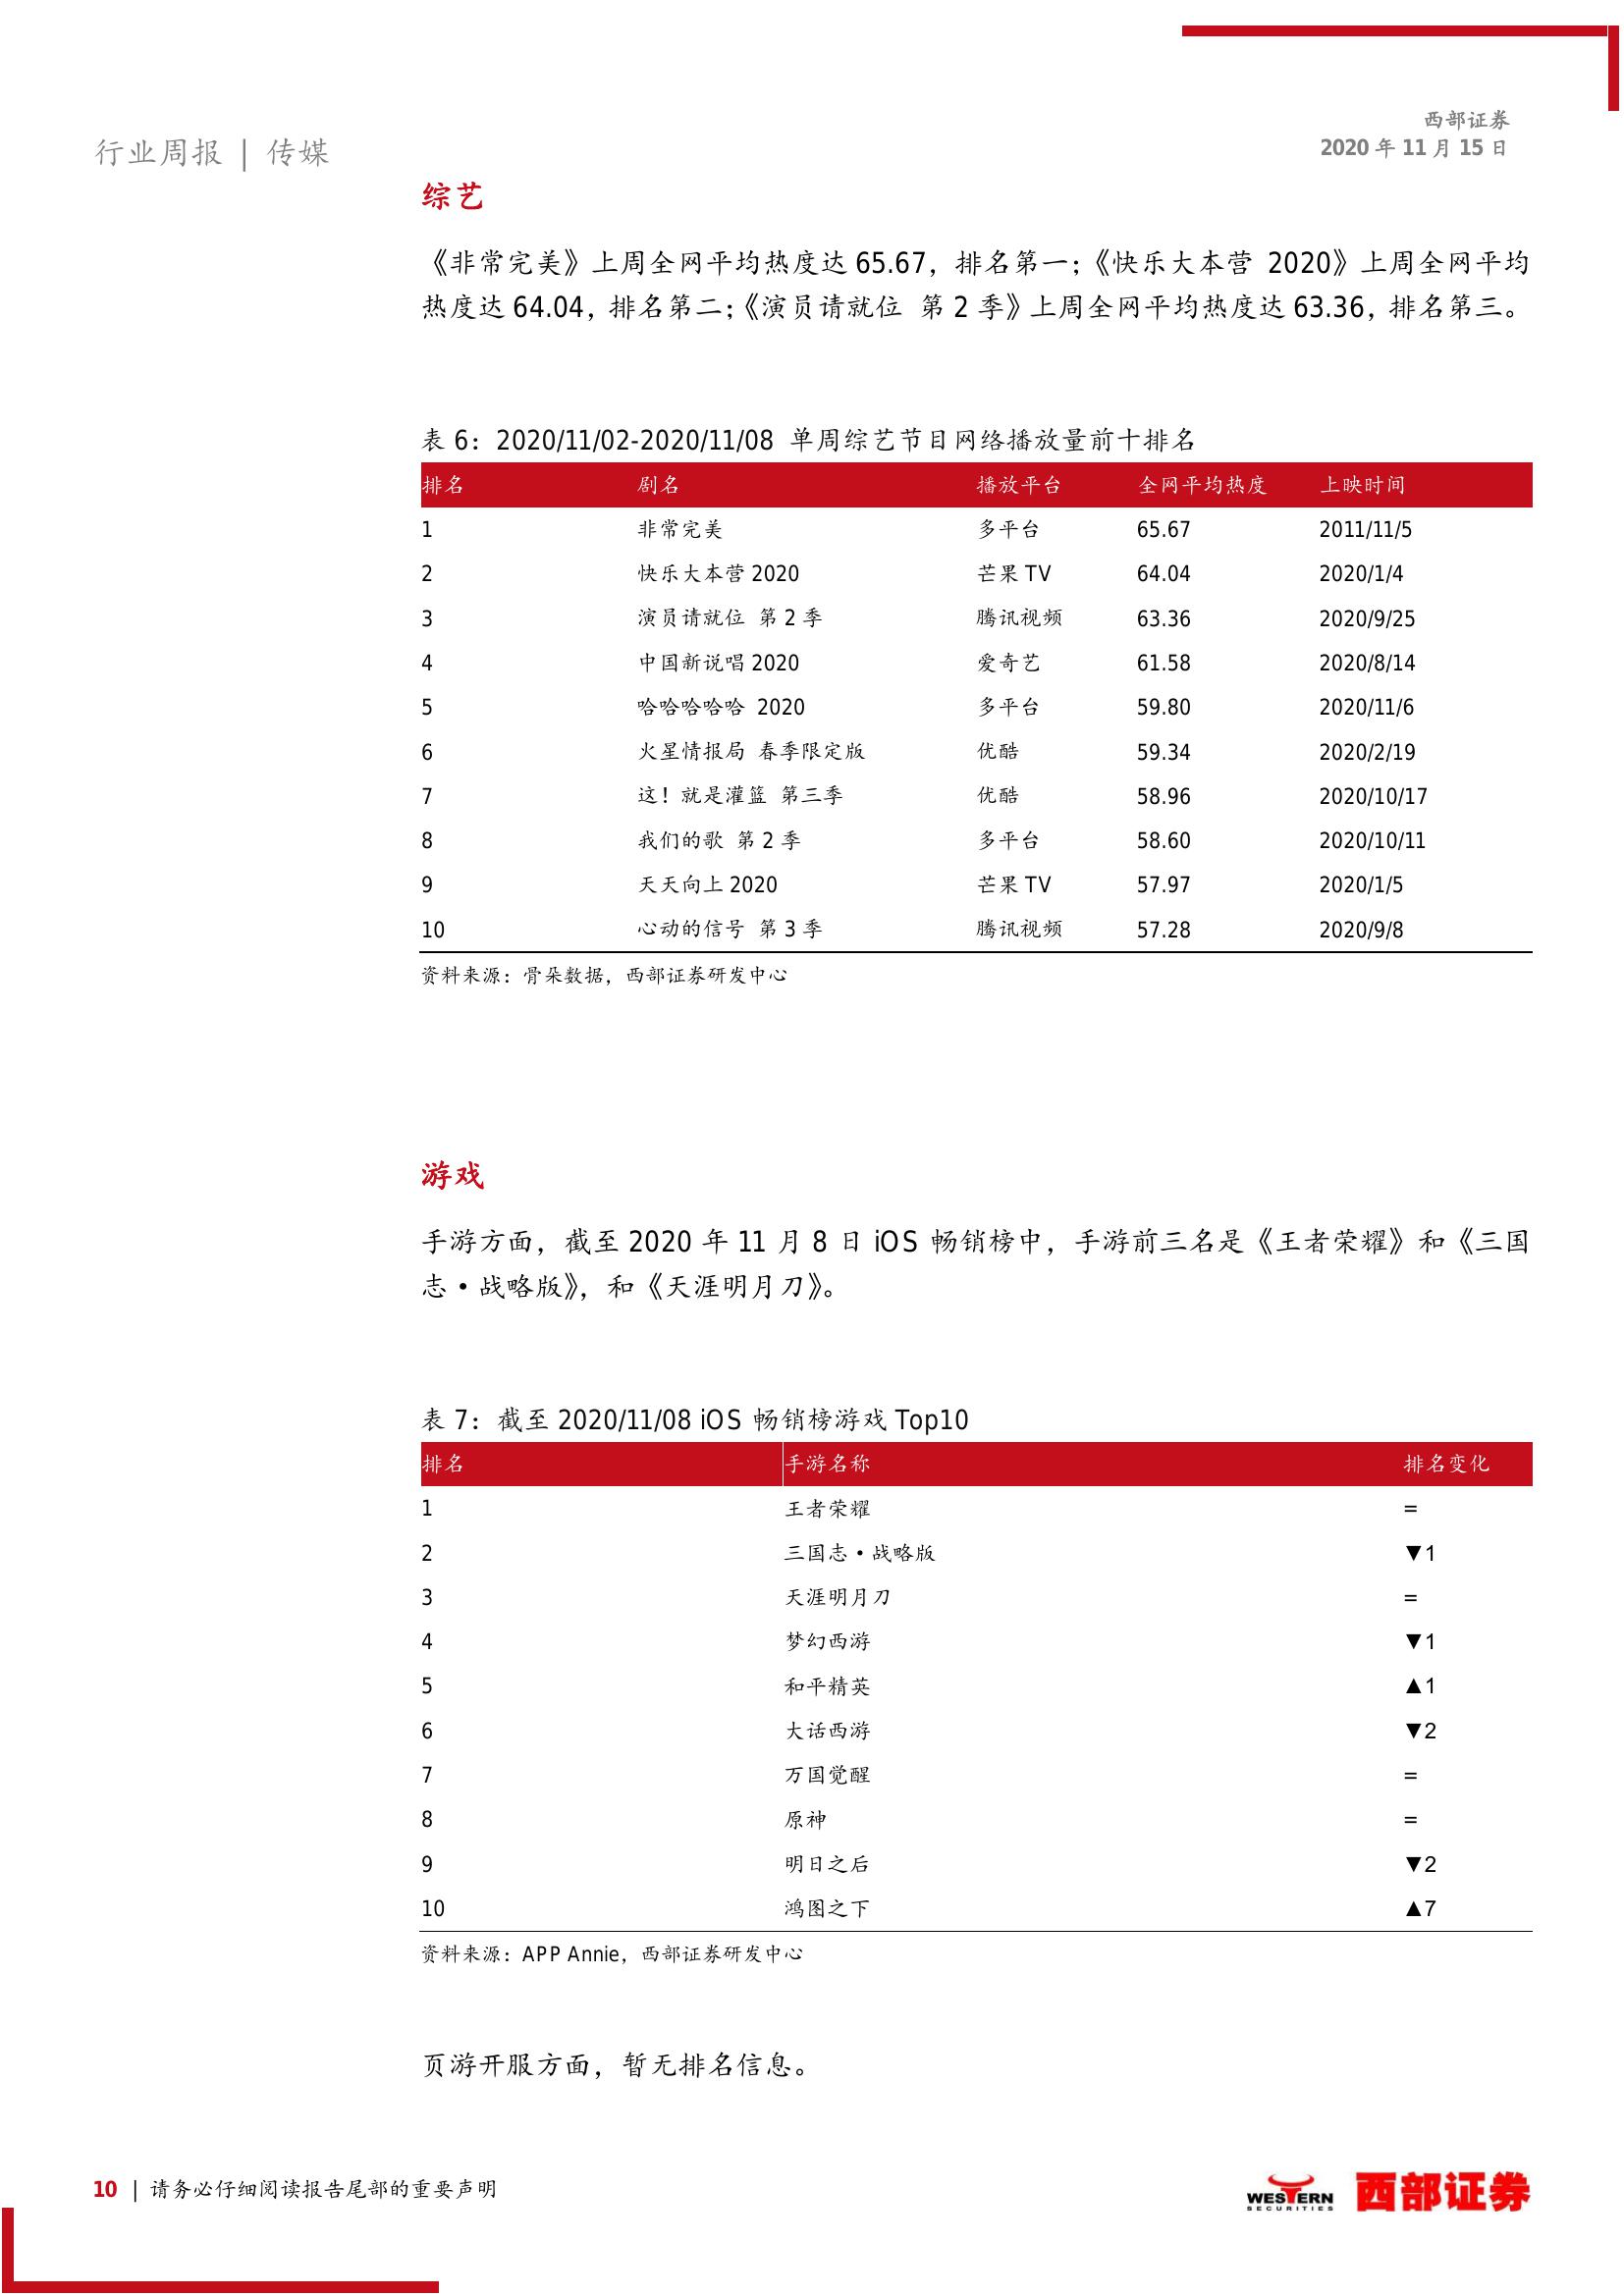 行业周报 | 传媒
西部证券
2020 年 11 月 15 日
综艺
《非常完美》上周全网平均热度达 65.67，排名第一；《快乐大本营 2020》上周全网平均
热度达 64.04，排名第二；《演员请就位 第 2 季》上周全网平均热度达 63.36，排名第三。
表 6：2020/11/02-2020/11/08 单周综艺节目网络播放量前十排名
排名 剧名 播放平台 全网平均热度 上映时间
1 非常完美 多平台 65.67 2011/11/5
2 快乐大本营 2020 芒果 TV 64.04 2020/1/4
3 演员请就位 第 2 季 腾讯视频 63.36 2020/9/25
4 中国新说唱 2020 爱奇艺 61.58 2020/8/14
5 哈哈哈哈哈 2020 多平台 59.80 2020/11/6
6 火星情报局 春季限定版 优酷 59.34 2020/2/19
7 这！就是灌篮 第三季 优酷 58.96 2020/10/17
8 我们的歌 第 2 季 多平台 58.60 2020/10/11
9 天天向上 2020 芒果 TV 57.97 2020/1/5
10 心动的信号 第 3 季 腾讯视频 57.28 2020/9/8
资料来源：骨朵数据，西部证券研发中心
游戏
手游方面，截至 2020 年 11 月 8 日 iOS 畅销榜中，手游前三名是《王者荣耀》和《三国
志·战略版》，和《天涯明月刀》。
表 7：截至 2020/11/08 iOS 畅销榜游戏 Top10
排名 手游名称 排名变化
1 王者荣耀 =
2 三国志·战略版 ▼1
3 天涯明月刀 =
4 梦幻西游 ▼1
5 和平精英 ▲1
6 大话西游 ▼2
7 万国觉醒 =
8 原神 =
9 明日之后 ▼2
10 鸿图之下 ▲7
资料来源：APP Annie，西部证券研发中心
页游开服方面，暂无排名信息。
10 | 请务必仔细阅读报告尾部的重要声明
WESTERN
SECURITIES
西部证券